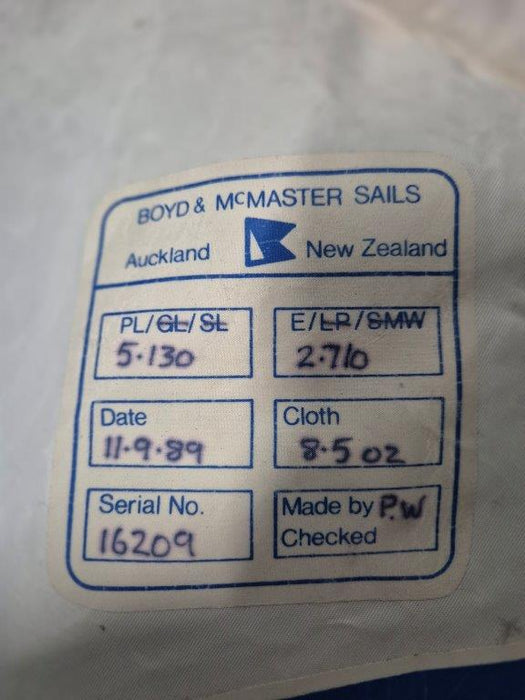 BOYD & McMASTER SAILS
Auckland New Zealand
PL/GL/SL E/LP/SMW
5.130 2.710
Date Cloth
11.9.89 8.5 oz
Serial No. Made by P.W
16209 Checked